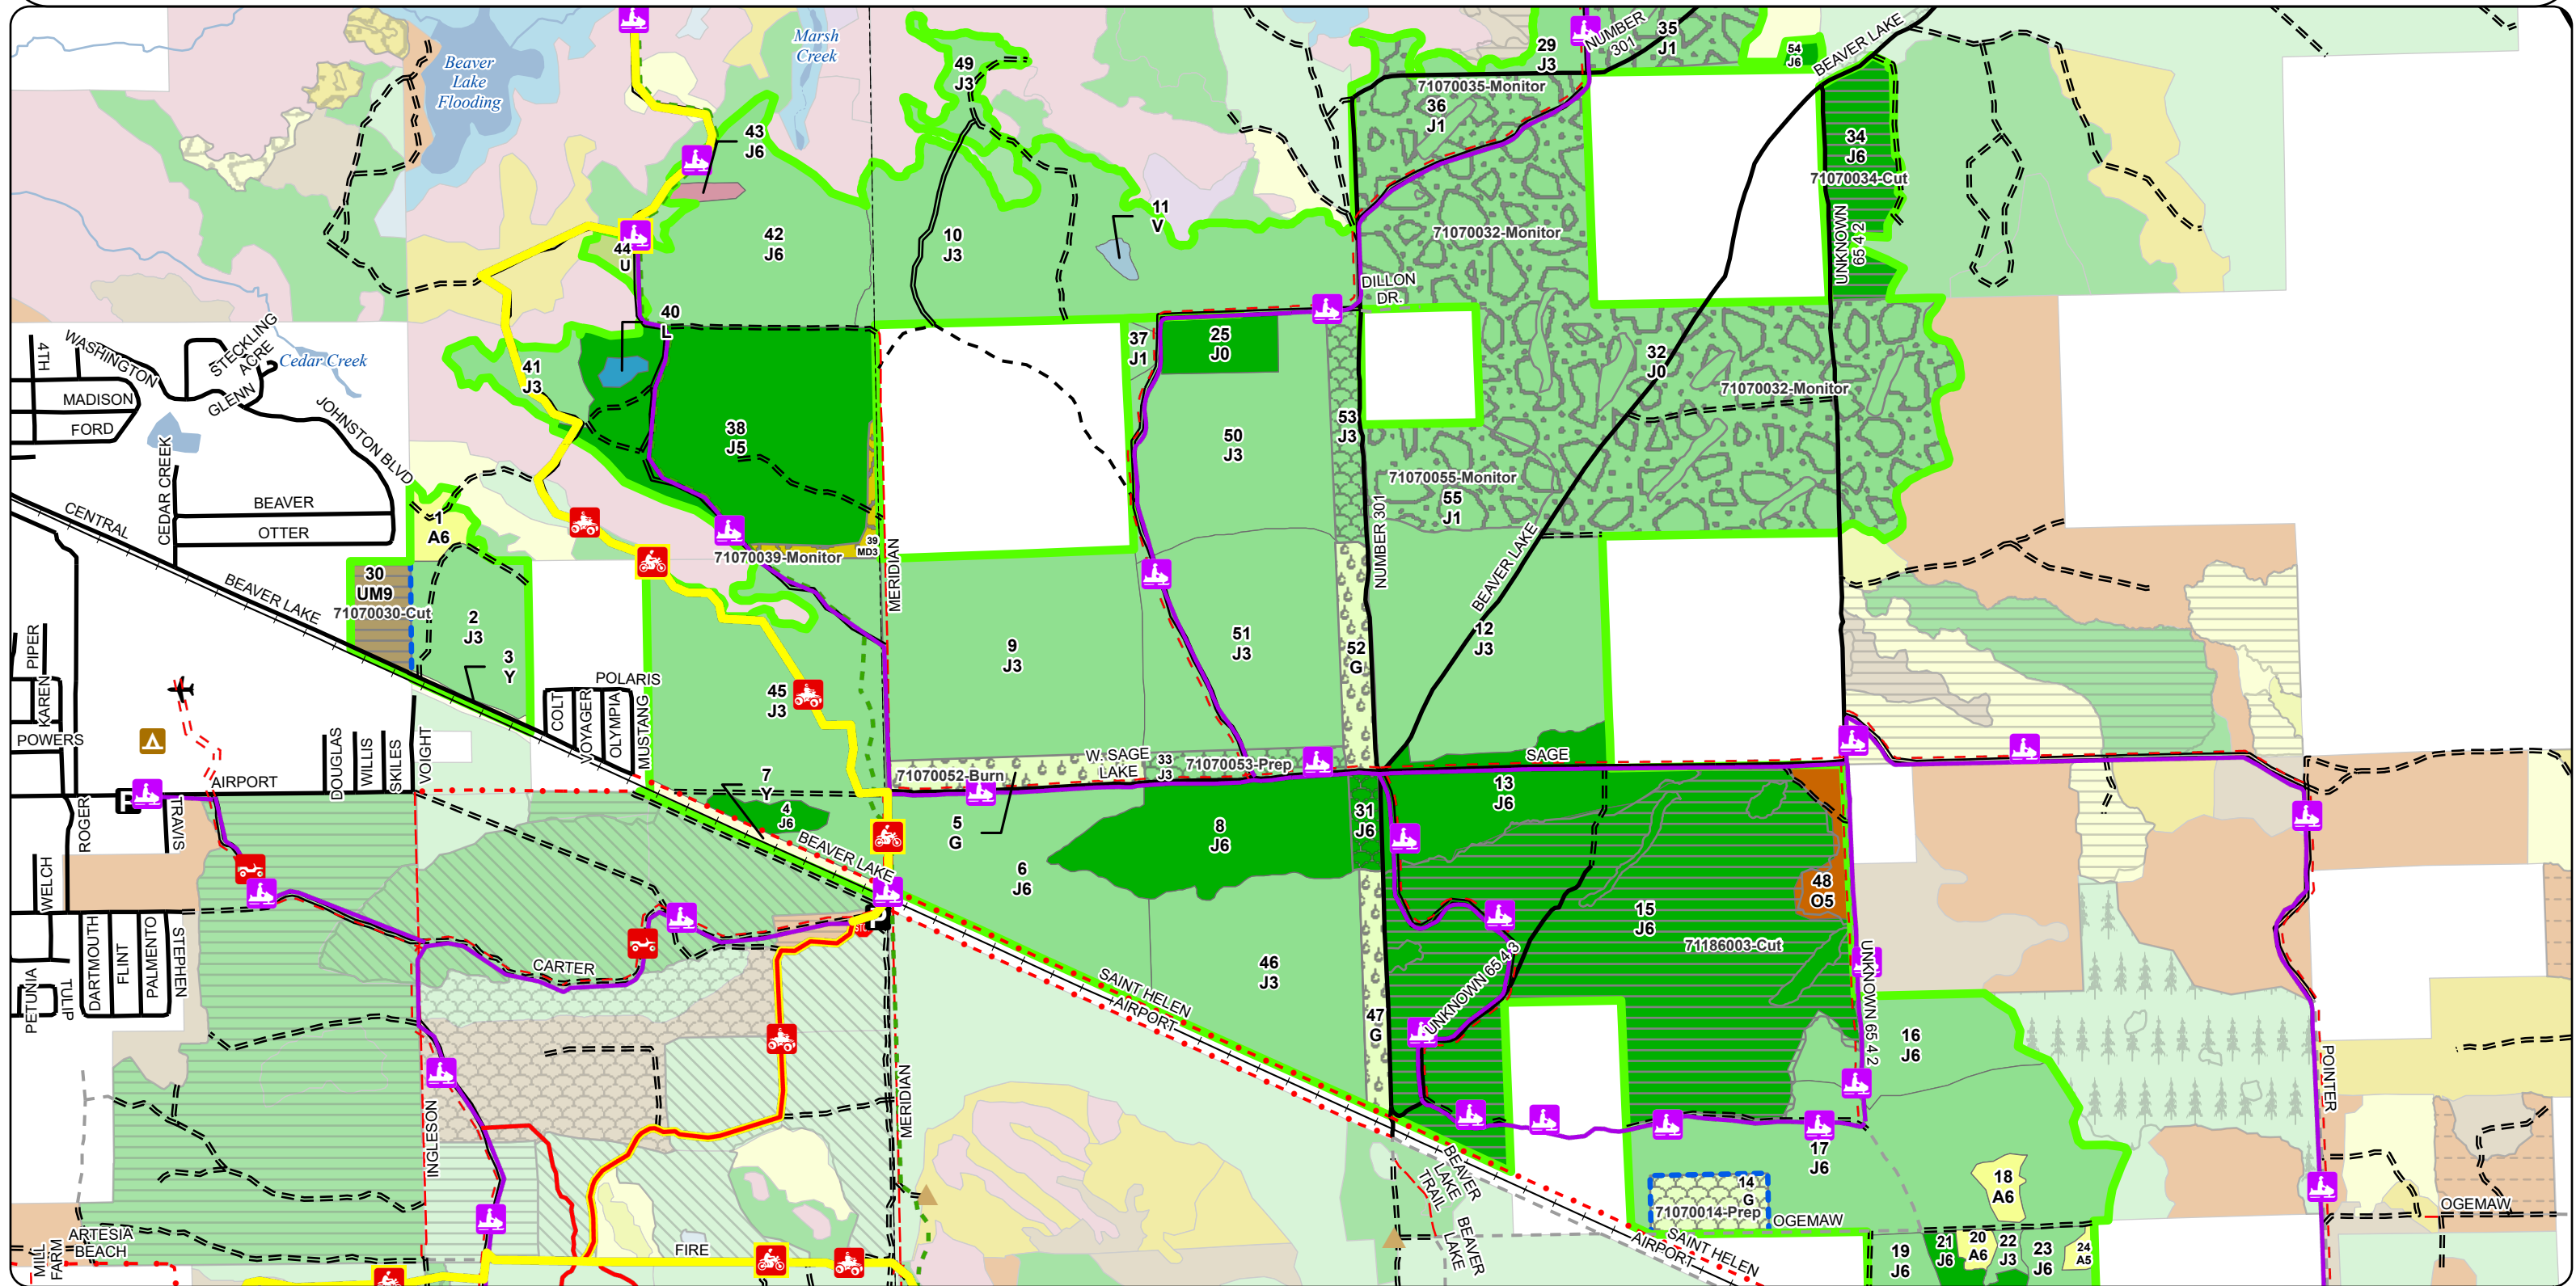 Beaver
Lake
Flooding
Marsh
Creek
49
J3
29
J3
NUMBER
301
35
J1
54
J6
BEAVER LAKE
71070035-Monitor
36
J1
43
J6
34
J6
71070034-Cut
11
V
44
U
42
J6
10
J3
71070032-Monitor
UNKNOWN
65 4 2
DILLON
DR.
40
L
4TH
WASHINGTON
STECKLING
ACRE
GLENN
Cedar Creek
MADISON
FORD
JOHNSTON BLVD
CEDAR CREEK
BEAVER
OTTER
41
J3
38
J5
37
J1
25
J0
32
J0
71070032-Monitor
53
J3
50
J3
71070055-Monitor
55
J1
CENTRAL
BEAVER LAKE
1
A6
39
MD3
71070039-Monitor
MERIDIAN
NUMBER 301
BEAVER LAKE
30
UM9
71070030-Cut
2
J3
3
Y
9
J3
51
J3
52
G
12
J3
PIPER
KAREN
POWERS
POLARIS
COLT
VOYAGER
OLYMPIA
MUSTANG
45
J3
DOUGLAS
WILLIS
SKILES
VOIGHT
AIRPORT
P
ROGER
TRAVIS
7
Y
4
J6
71070052-Burn
W. SAGE
LAKE
33
J3
71070053-Prep
SAGE
13
J6
5
G
8
J6
31
J6
6
J6
BEAVER LAKE
P
48
O5
15
J6
71186003-Cut
WELCH
DARTMOUTH
FLINT
PALMENTO
STEPHEN
PETUNIA
TULIP
CARTER
46
J3
SAINT HELEN
AIRPORT
47
G
UNKNOWN 65 4 3
UNKNOWN 65 4 2
16
J6
POINTER
INGLESON
MERIDIAN
17
J6
18
A6
14
G
71070014-Prep
OGEMAW
OGEMAW
BEAVER
LAKE
TRAIL
BEAVER
LAKE
SAINT HELEN
AIRPORT
19
J6
21
J6
20
A6
22
J3
23
J6
24
A5
ARTESIA
BEACH
MILL
FARM
FIRE